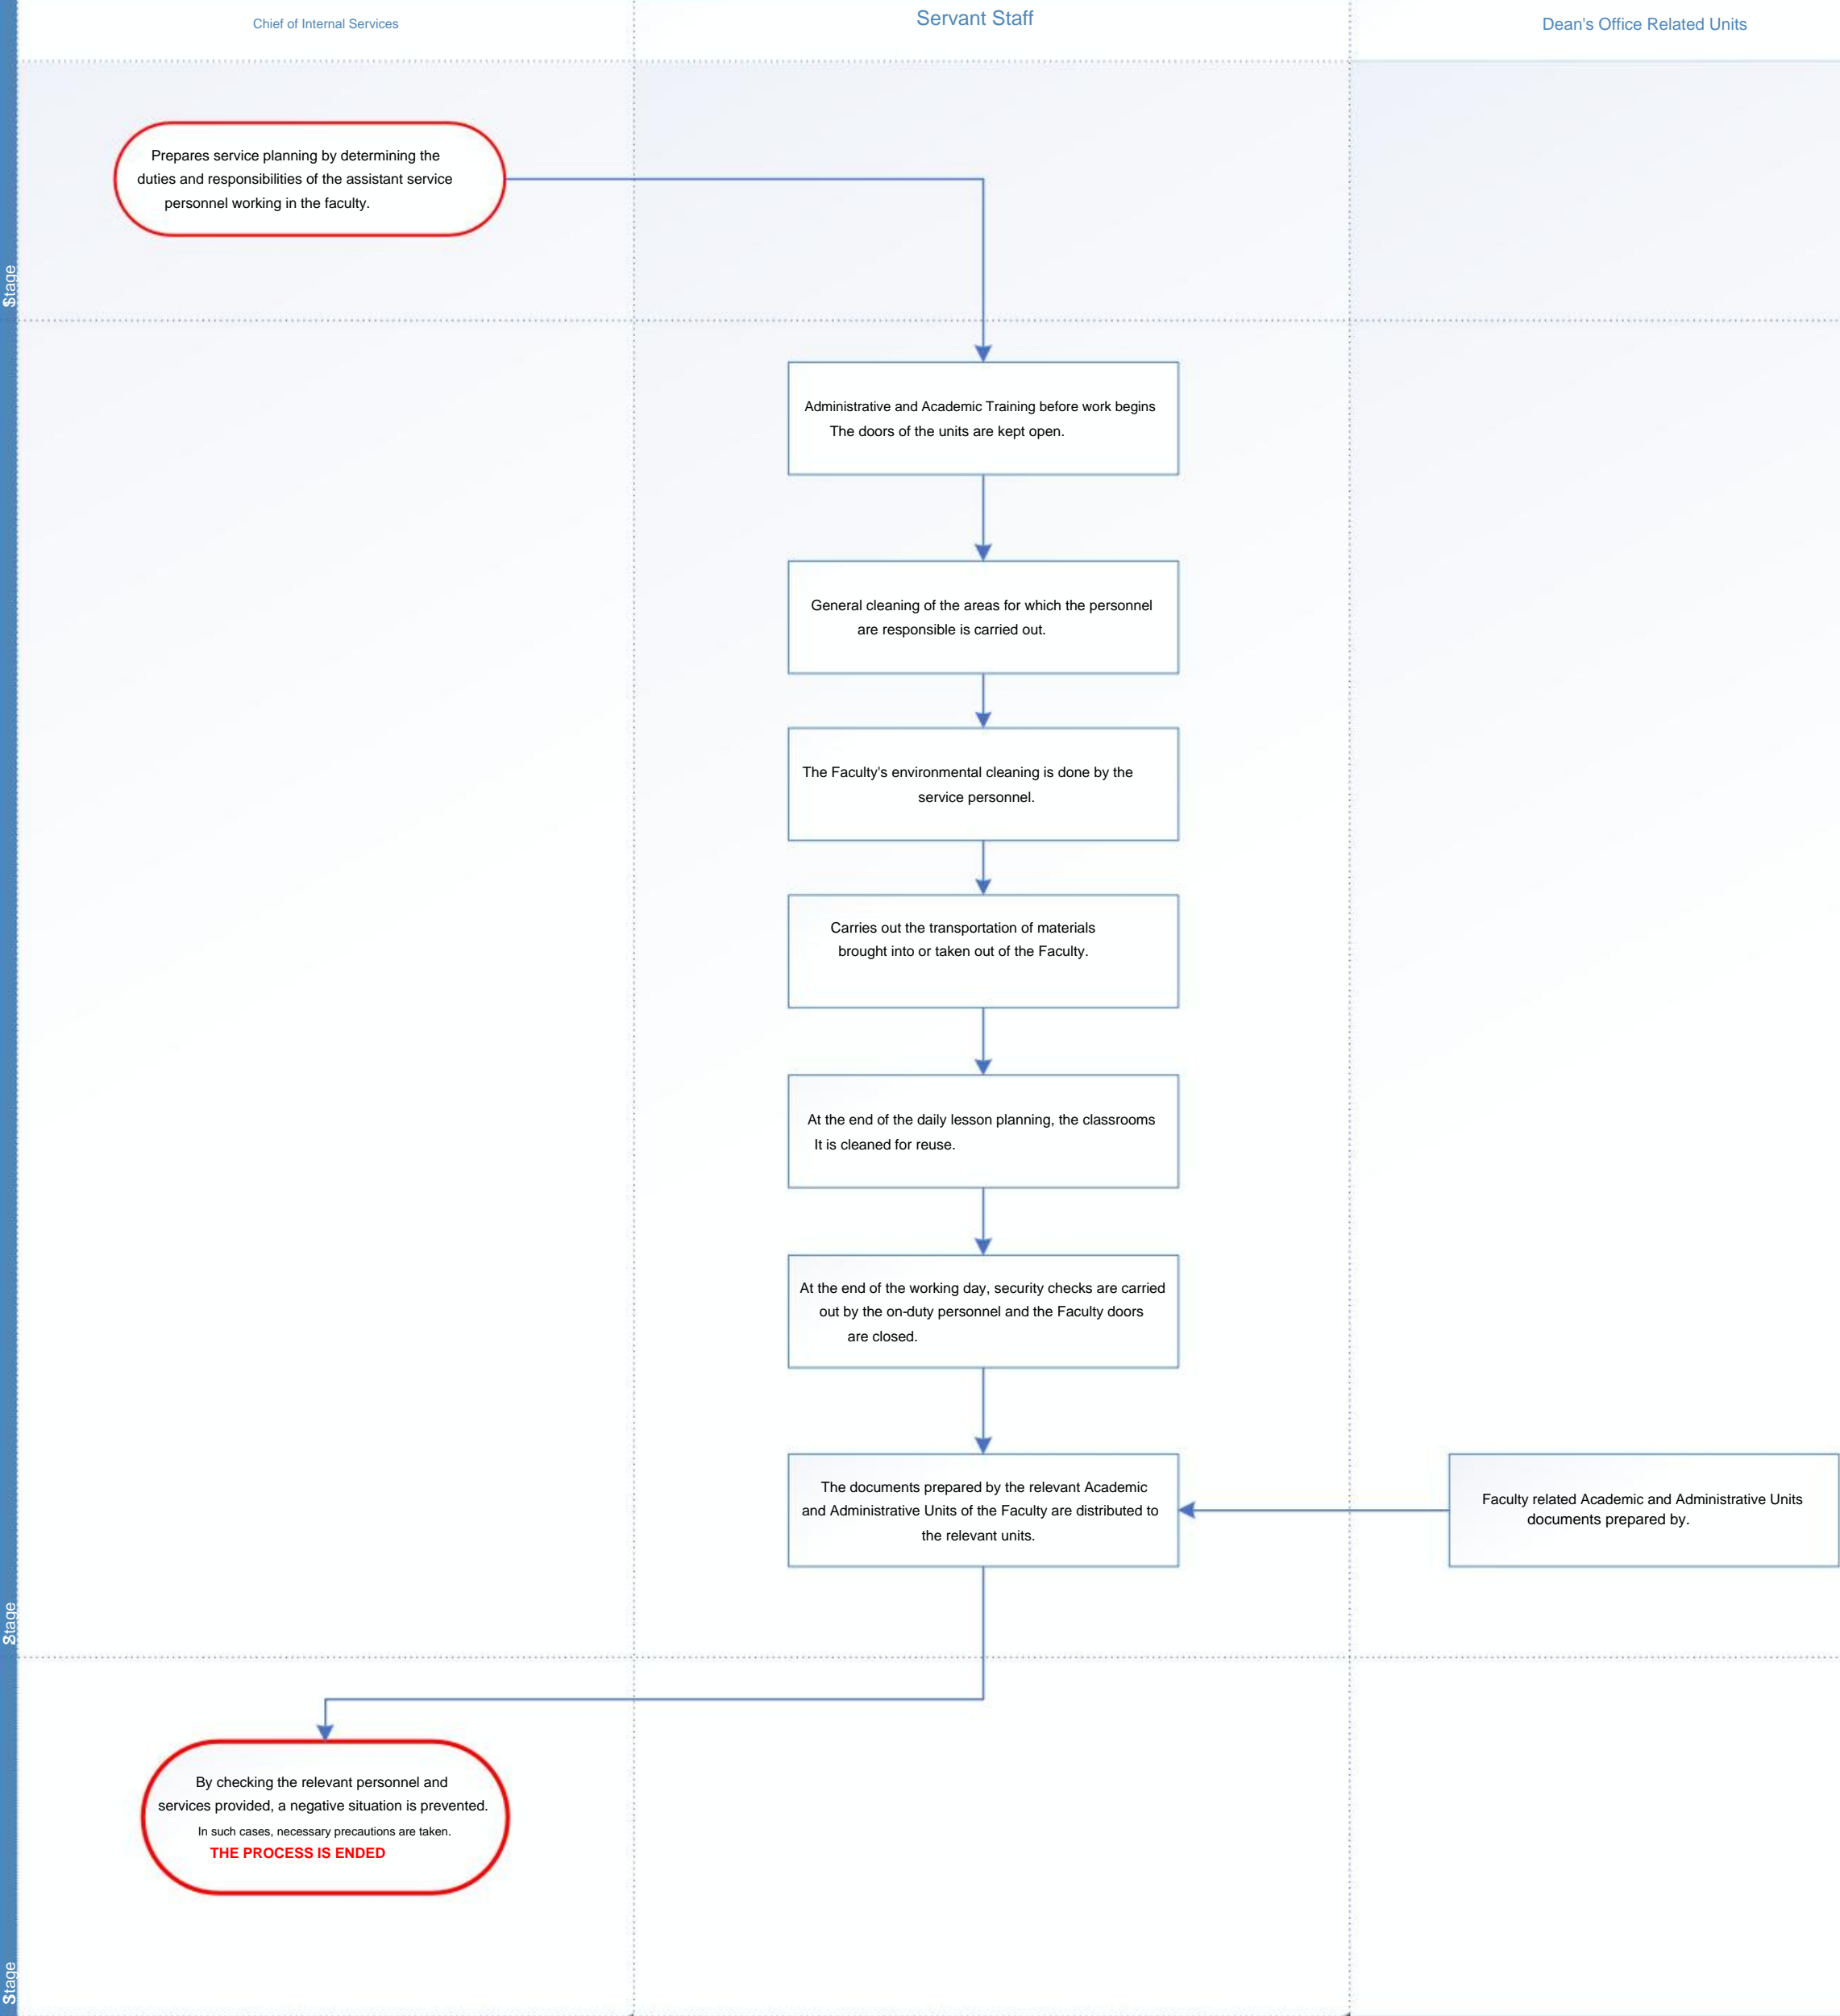 Chief of Internal Services
Servant Staff
Dean's Office Related Units
Prepares service planning by determining the
duties and responsibilities of the assistant service
personnel working in the faculty.
Stage
Administrative and Academic Training before work begins
The doors of the units are kept open.
General cleaning of the areas for which the personnel
are responsible is carried out.
The Faculty's environmental cleaning is done by the
service personnel.
Carries out the transportation of materials
brought into or taken out of the Faculty.
At the end of the daily lesson planning, the classrooms
It is cleaned for reuse.
At the end of the working day, security checks are carried
out by the on-duty personnel and the Faculty doors
are closed.
The documents prepared by the relevant Academic
and Administrative Units of the Faculty are distributed to
the relevant units.
Faculty related Academic and Administrative Units
documents prepared by.
Stage
By checking the relevant personnel and
services provided, a negative situation is prevented.
In such cases, necessary precautions are taken.
THE PROCESS IS ENDED
Stage